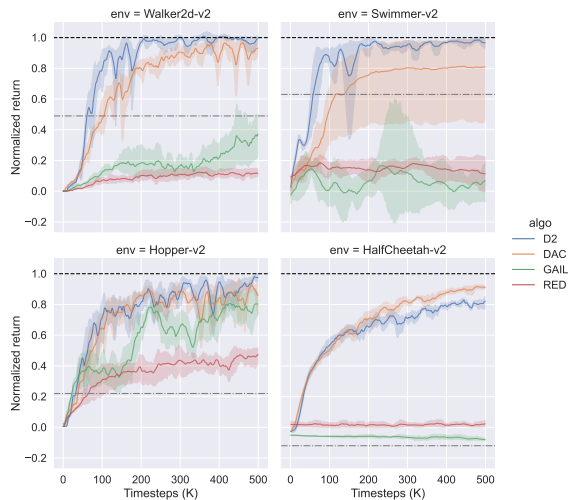 env = Walker2d-v2
env = Swimmer-v2
Normalized return
1.0
0.8
0.6
0.4
0.2
0.0
−0.2
env = Hopper-v2
env = HalfCheetah-v2
algo
D2
DAC
GAIL
RED
Normalized return
1.0
0.8
0.6
0.4
0.2
0.0
−0.2
0 100 200 300 400 500
0 100 200 300 400 500
Timesteps (K)
Timesteps (K)